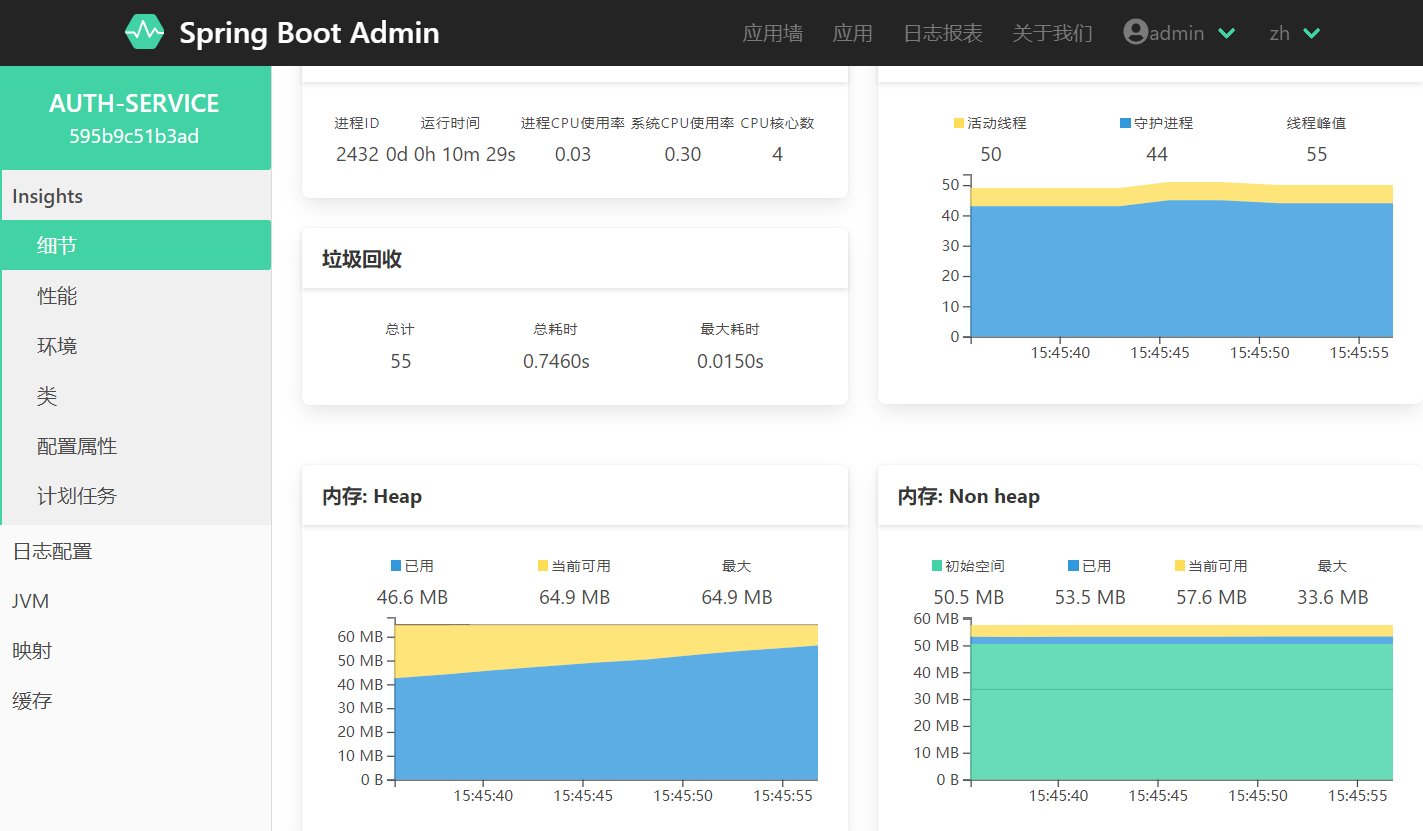 Spring Boot Admin
应用墙 应用 日志报表 关于我们 admin zh
AUTH-SERVICE
595b9c51b3ad
Insights
细节
性能
环境
类
配置属性
计划任务
日志配置
JVM
映射
缓存
进程ID 运行时间 进程CPU使用率 系统CPU使用率 CPU核心数
2432 0d 0h 10m 29s 0.03 0.30 4
活动线程 守护进程 线程峰值
50 44 55
50
40
30
20
10
0
15:45:40 15:45:45 15:45:50 15:45:55
垃圾回收
总计 总耗时 最大耗时
55 0.7460s 0.0150s
内存: Heap
已用 当前可用 最大
46.6 MB 64.9 MB 64.9 MB
60 MB
50 MB
40 MB
30 MB
20 MB
10 MB
0 B
15:45:40 15:45:45 15:45:50 15:45:55
内存: Non heap
初始空间 已用 当前可用 最大
50.5 MB 53.5 MB 57.6 MB 33.6 MB
60 MB
50 MB
40 MB
30 MB
20 MB
10 MB
0 B
15:45:40 15:45:45 15:45:50 15:45:55